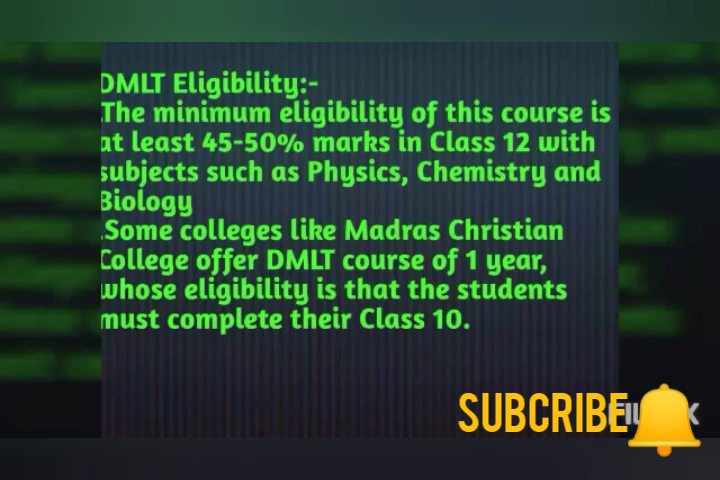 DMLT Eligibility:-
.The minimum eligibility of this course is
at least 45-50% marks in Class 12 with
subjects such as Physics, Chemistry and
Biology
.Some colleges like Madras Christian
College offer DMLT course of 1 year,
whose eligibility is that the students
must complete their Class 10.
SUBCRIBE